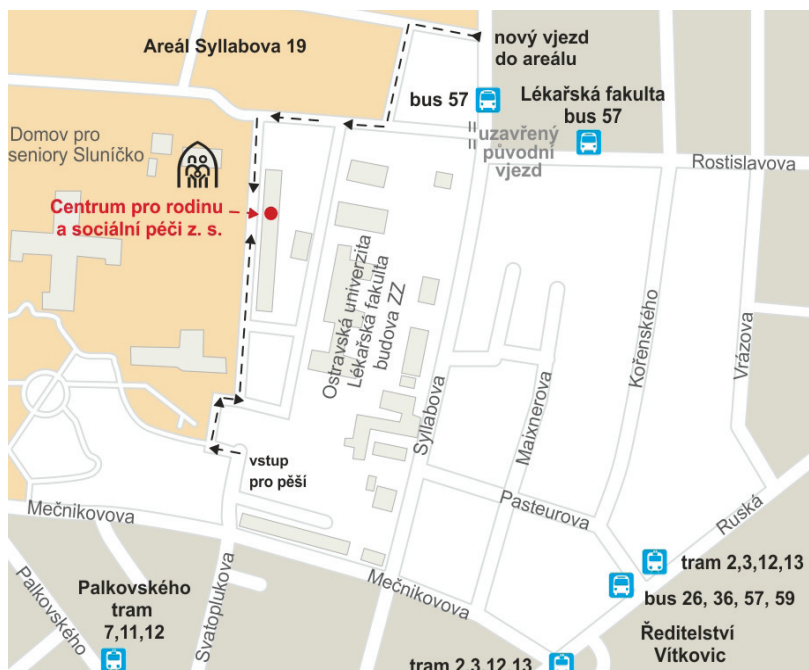 Areál Syllabova 19
nový vjezd
do areálu
bus 57
Lékařská fakulta
bus 57
Domov pro
seniory Sluníčko
uzavřený
původní
vjezd
Rostislavova
Centrum pro rodinu
a sociální péči z. s.
Ostravská univerzita
Lékařská fakulta
budova ZZ
Kořenského
Vrázova
Syllabova
Maixnerova
vstup
pro pěší
Pasteurova
Ruská
Mečnikovova
Mečnikovova
Svatoplukova
Palkovského
Palkovského
tram
7,11,12
tram 2,3,12,13
bus 26, 36, 57, 59
Ředitelství
Vítkovic
tram 2,3,12,13